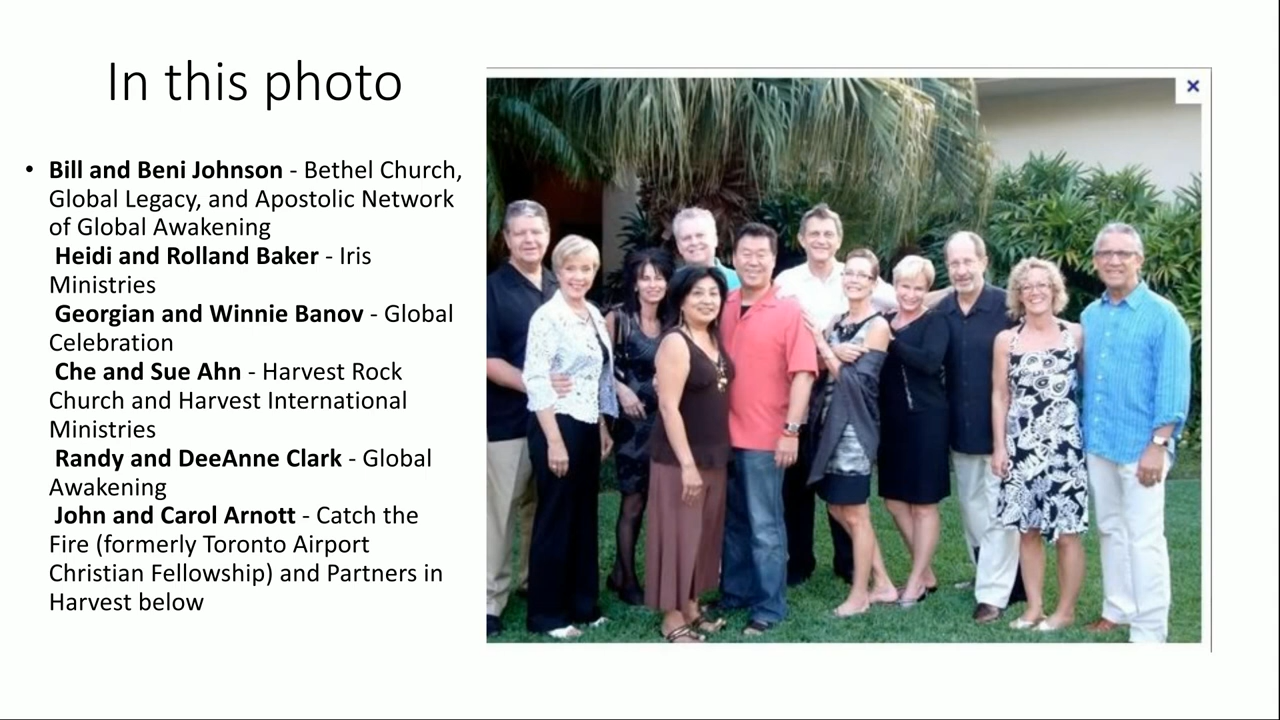 In this photo
• Bill and Beni Johnson - Bethel Church,
Global Legacy, and Apostolic Network
of Global Awakening
Heidi and Rolland Baker - Iris
Ministries
Georgian and Winnie Banov - Global
Celebration
Che and Sue Ahn - Harvest Rock
Church and Harvest International
Ministries
Randy and DeeAnne Clark - Global
Awakening
John and Carol Arnott - Catch the
Fire (formerly Toronto Airport
Christian Fellowship) and Partners in
Harvest below